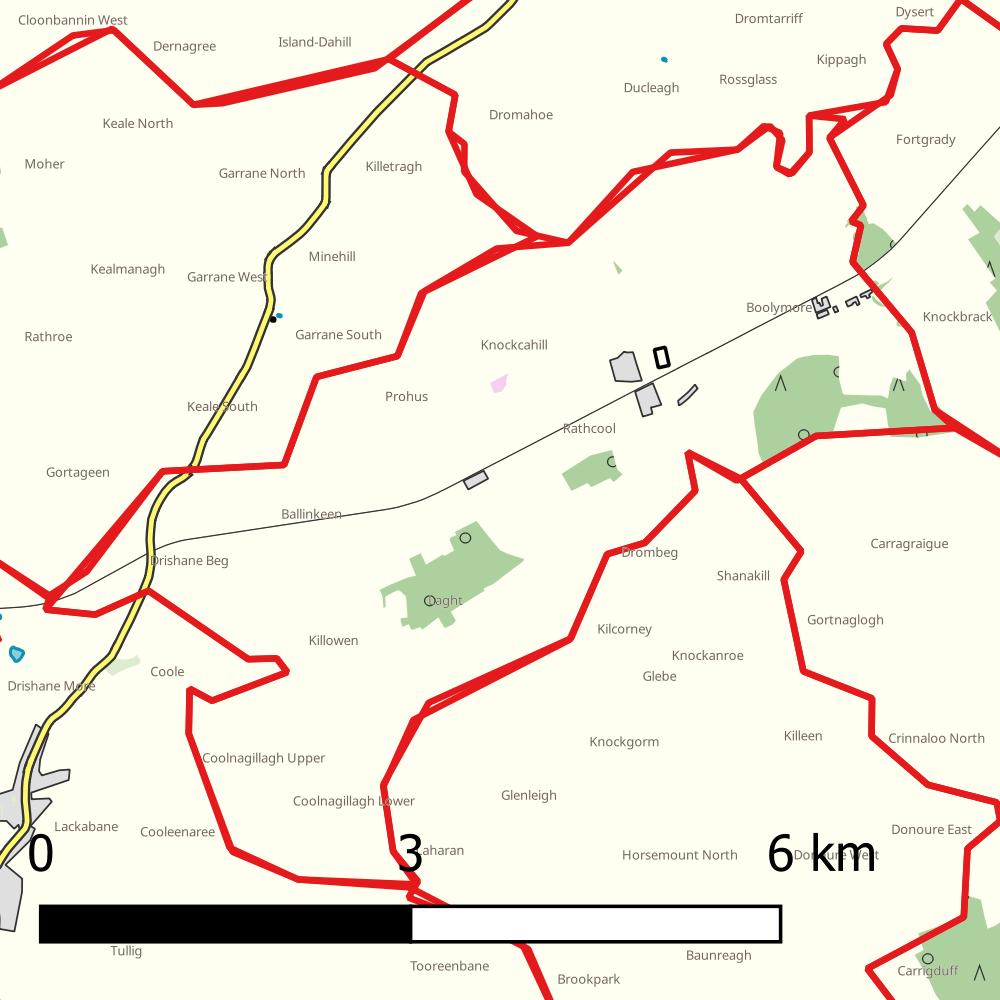 Cloonbannin West
Dysert
Dromtarriff
Island-Dahill
Dernagree
Kippagh
Rossglass
Ducleagh
Dromahoe
Keale North
Fortgrady
Moher
Killetragh
Garrane North
Minehill
Kealmanagh
Garrane West
Boolymore
Knockbrack
Rathroe
Garrane South
Knockcahill
Prohus
Keale South
Rathcool
Gortageen
Ballinkeen
Carragraigue
Drombeg
Drishane Beg
Shanakill
Laght
Gortnaglogh
Kilcorney
Killowen
Knockanroe
Coole
Glebe
Drishane More
Killeen
Crinnaloo North
Knockgorm
Coolnagillagh Upper
Glenleigh
Coolnagillagh Lower
Lackabane
Cooleenaree
Donoure East
Caharan
Horsemount North
Donoure West
0 3 6 km
Tullig
Baunreagh
Tooreenbane
Carrigduff
Brookpark